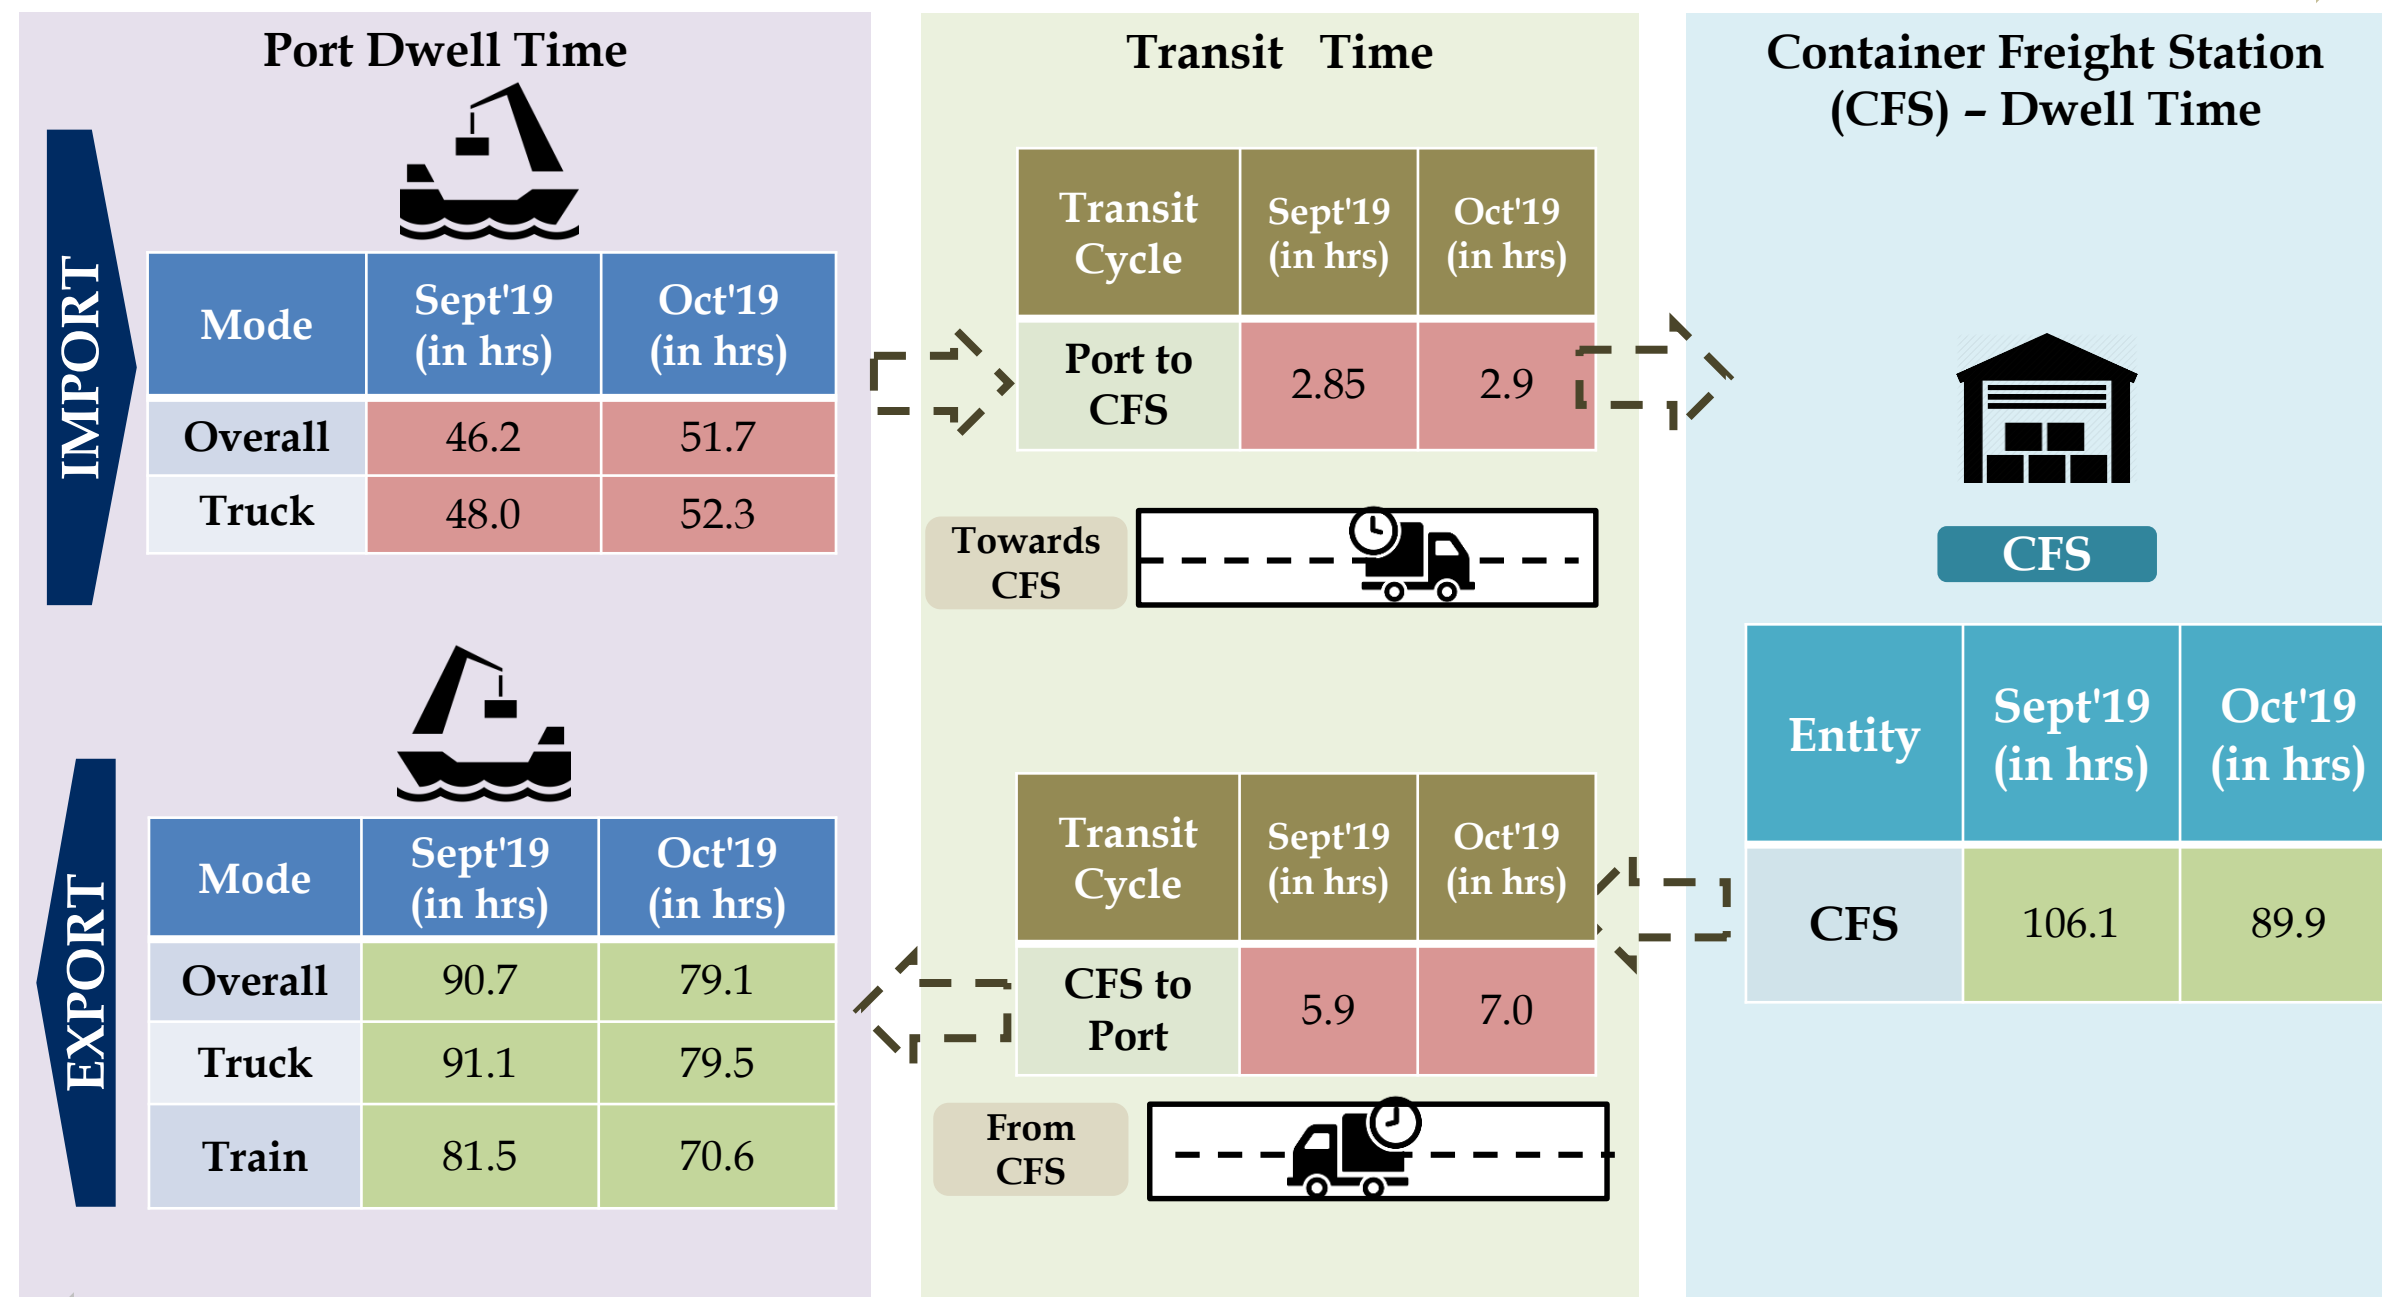 Port Dwell Time
IMPORT
Mode Sept'19 (in hrs) Oct'19 (in hrs)
Overall 46.2 51.7
Truck 48.0 52.3
EXPORT
Mode Sept'19 (in hrs) Oct'19 (in hrs)
Overall 90.7 79.1
Truck 91.1 79.5
Train 81.5 70.6
Transit Time
Transit Cycle Sept'19 (in hrs) Oct'19 (in hrs)
Port to CFS 2.85 2.9
Towards
CFS
Transit Cycle Sept'19 (in hrs) Oct'19 (in hrs)
CFS to Port 5.9 7.0
From
CFS
Container Freight Station
(CFS) – Dwell Time
CFS
Entity Sept'19 (in hrs) Oct'19 (in hrs)
CFS 106.1 89.9